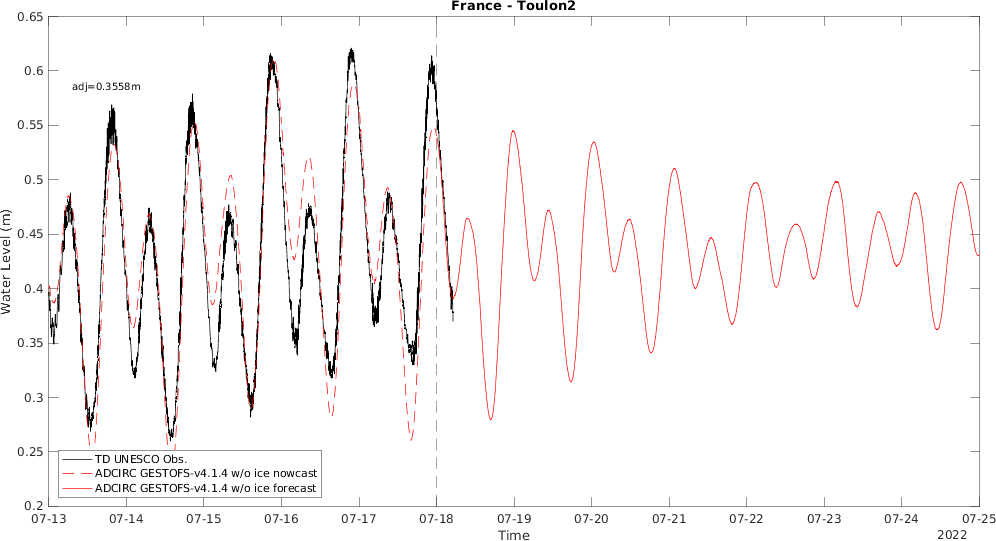 France - Toulon2
0.65
0.6
0.55
0.5
0.45
0.4
0.35
0.3
0.25
0.2
Water Level (m)
adj=0.3558m
TD UNESCO Obs.
ADCIRC GESTOFS-v4.1.4 w/o ice nowcast
ADCIRC GESTOFS-v4.1.4 w/o ice forecast
07-13 07-14 07-15 07-16 07-17 07-18 07-19 07-20 07-21 07-22 07-23 07-24 07-25
Time
2022